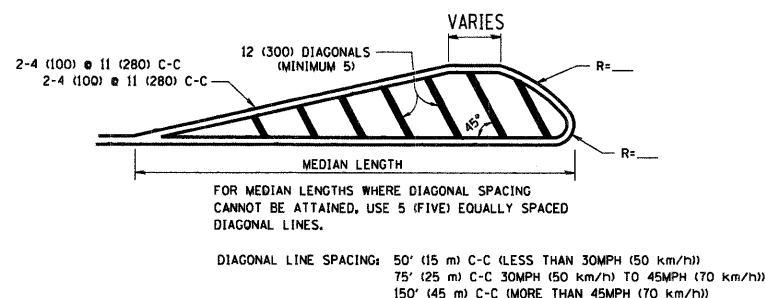 VARIES
12 (300) DIAGONALS
(MINIMUM 5)
2-4 (100) @ 11 (280) C-C
2-4 (100) @ 11 (280) C-C
R=__
45°
R=__
MEDIAN LENGTH
FOR MEDIAN LENGTHS WHERE DIAGONAL SPACING
CANNOT BE ATTAINED, USE 5 (FIVE) EQUALLY SPACED
DIAGONAL LINES.
DIAGONAL LINE SPACING: 50' (15 m) C-C (LESS THAN 30MPH (50 km/h))
75' (25 m) C-C 30MPH (50 km/h) TO 45MPH (70 km/h))
150' (45 m) C-C (MORE THAN 45MPH (70 km/h))